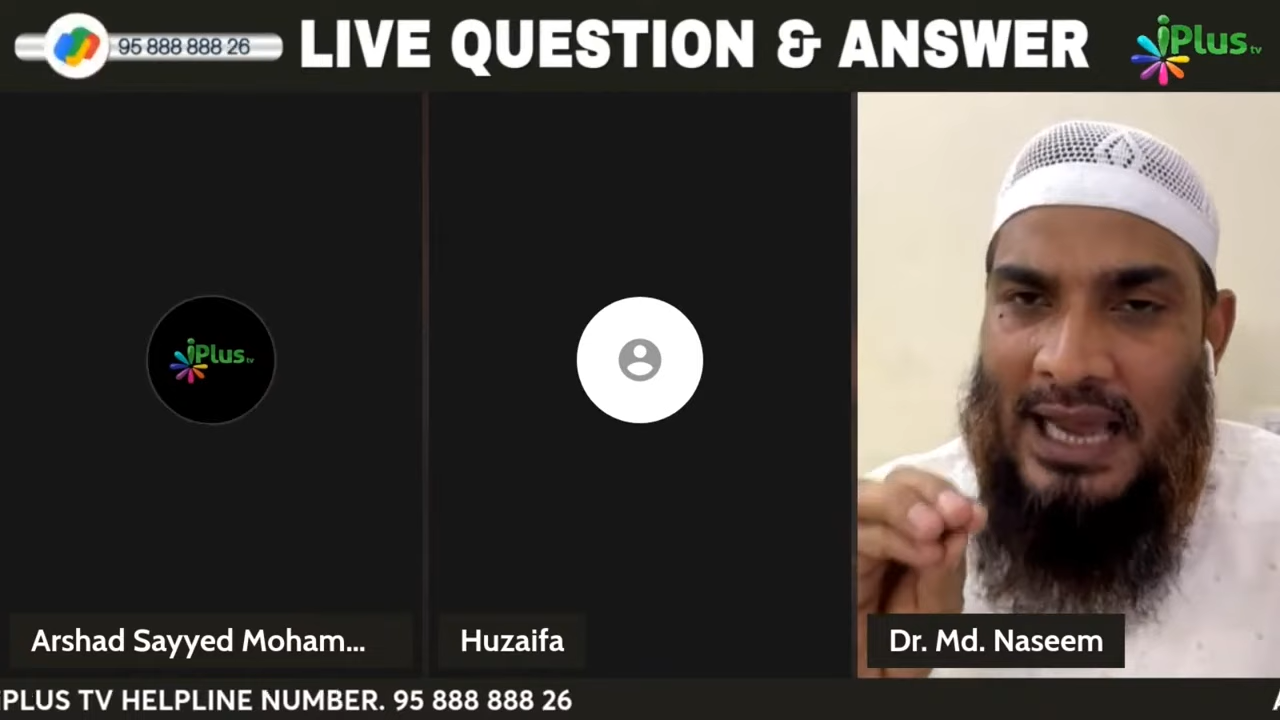 95 888 888 26
LIVE QUESTION & ANSWER
iPlus tv
iPlus tv
Arshad Sayyed Moham...
Huzaifa
Dr. Md. Naseem
iPLUS TV HELPLINE NUMBER. 95 888 888 26